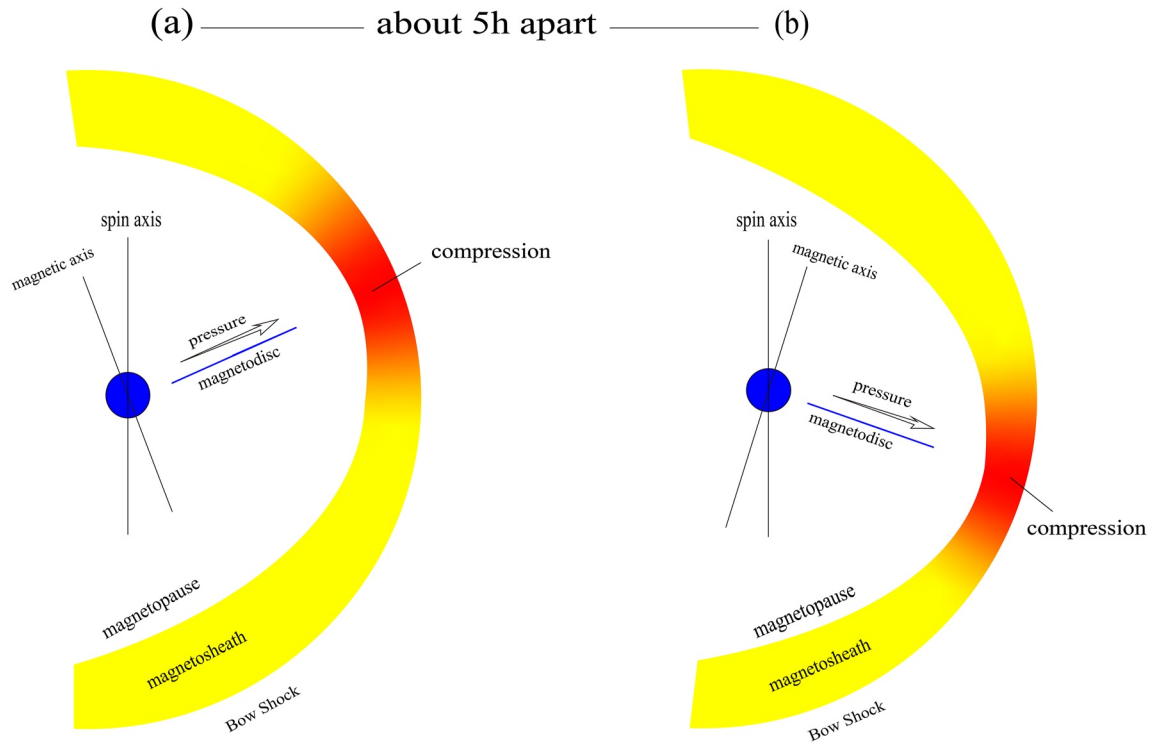 (a) about 5h apart (b)
spin axis
magnetic axis
compression
pressure
magnetodisc
magnetopause
magnetosheath
Bow Shock
spin axis
magnetic axis
pressure
magnetodisc
compression
magnetopause
magnetosheath
Bow Shock